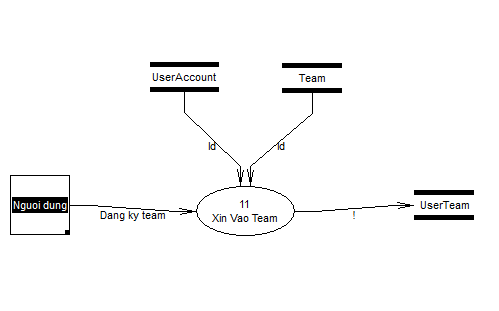 UserAccount
Team
Id
Id
Nguoi dung
Dang ky team
11
Xin Vao Team
!
UserTeam